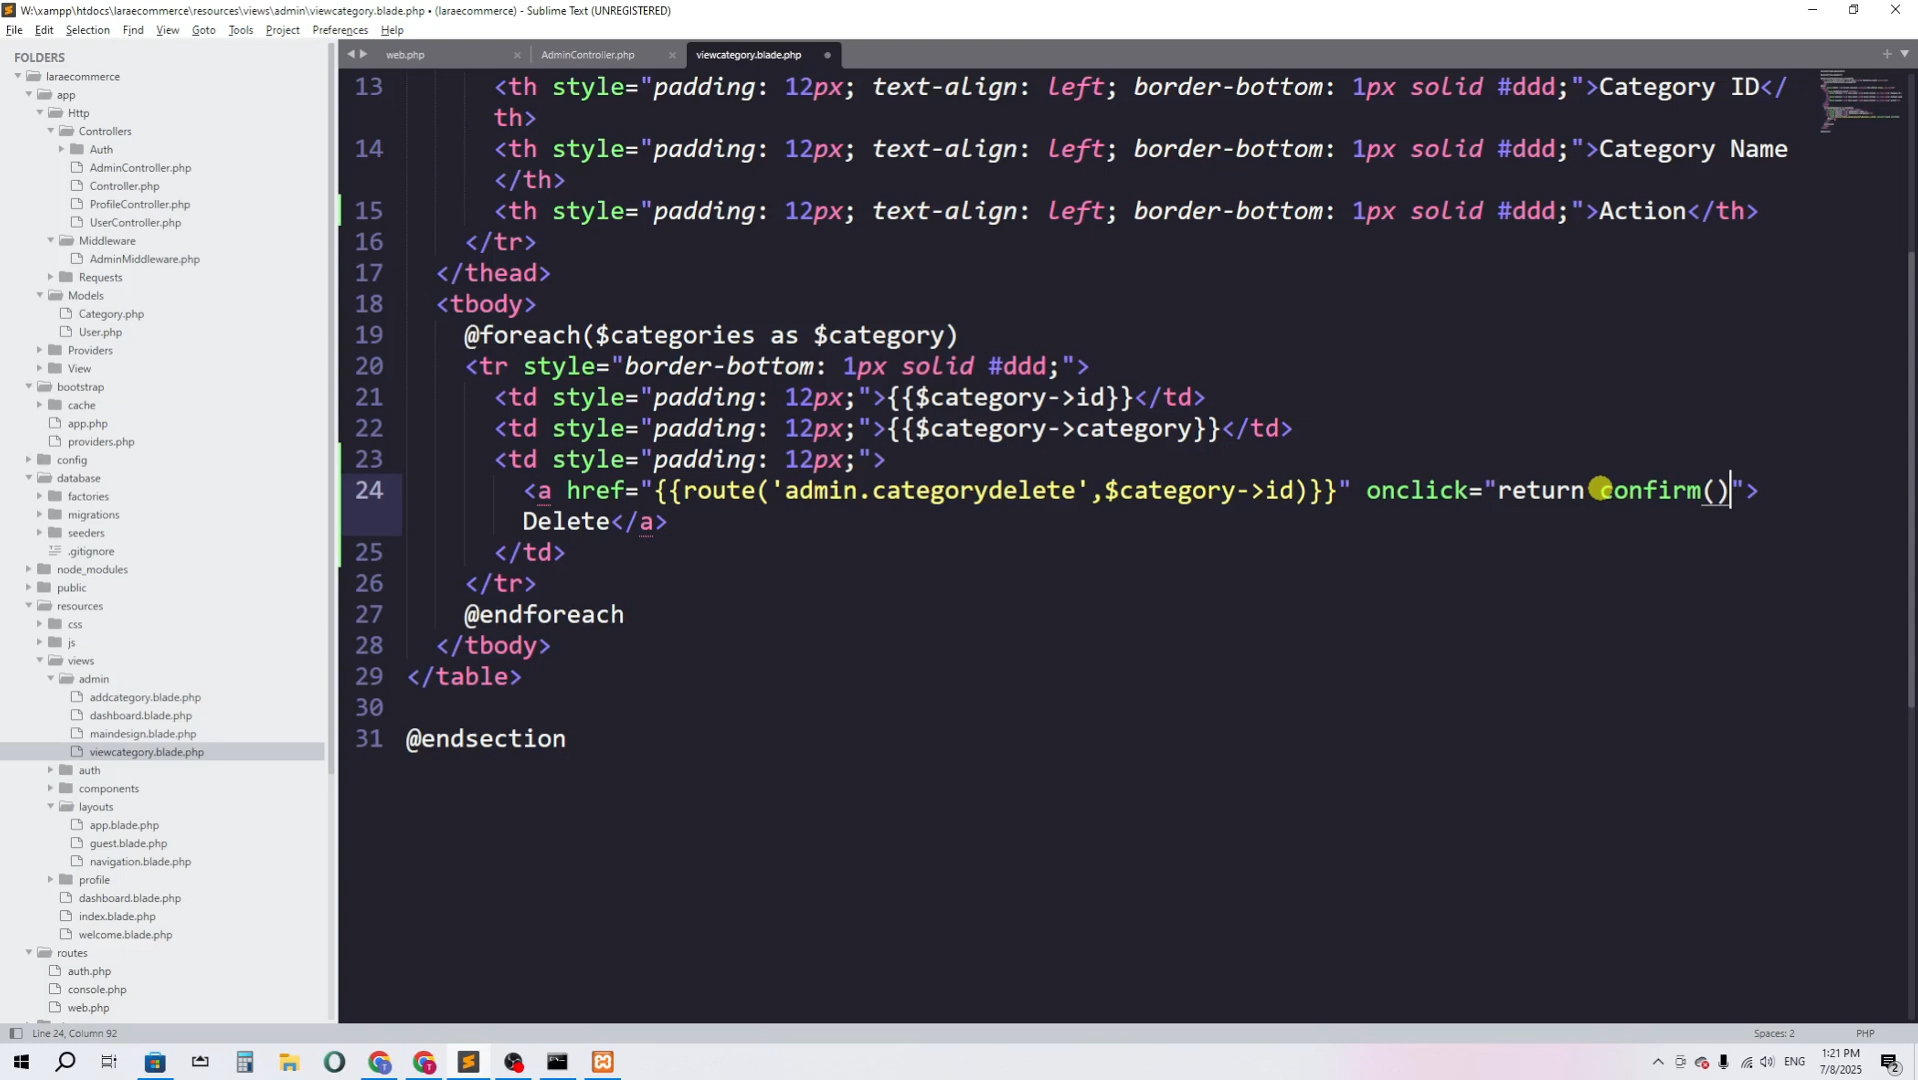 W:\xampp\htdocs\laraecommerce\resources\views\admin\viewcategory.blade.php • (laraecommerce) - Sublime Text (UNREGISTERED)
File Edit Selection Find View Goto Tools Project Preferences Help
FOLDERS
laraecommerce
app
Http
Controllers
Auth
AdminController.php
Controller.php
ProfileController.php
UserController.php
Middleware
AdminMiddleware.php
Requests
Models
Category.php
User.php
Providers
View
bootstrap
cache
app.php
providers.php
config
database
factories
migrations
seeders
.gitignore
node_modules
public
resources
css
js
views
admin
addcategory.blade.php
dashboard.blade.php
maindesign.blade.php
viewcategory.blade.php
auth
components
layouts
app.blade.php
guest.blade.php
navigation.blade.php
profile
dashboard.blade.php
index.blade.php
welcome.blade.php
routes
auth.php
console.php
web.php
web.php × AdminController.php × viewcategory.blade.php •
13 <th style="padding: 12px; text-align: left; border-bottom: 1px solid #ddd;">Category ID</
th>
14 <th style="padding: 12px; text-align: left; border-bottom: 1px solid #ddd;">Category Name
</th>
15 <th style="padding: 12px; text-align: left; border-bottom: 1px solid #ddd;">Action</th>
16 </tr>
17 </thead>
18 <tbody>
19 @foreach($categories as $category)
20 <tr style="border-bottom: 1px solid #ddd;">
21 <td style="padding: 12px;">{{$category->id}}</td>
22 <td style="padding: 12px;">{{$category->category}}</td>
23 <td style="padding: 12px;">
24 <a href="{{route('admin.categorydelete',$category->id)}}" onclick="return confirm()">
Delete</a>
25 </td>
26 </tr>
27 @endforeach
28 </tbody>
29 </table>
30
31 @endsection
Line 24, Column 92
Spaces: 2 PHP
ENG
1:21 PM
7/8/2025
2